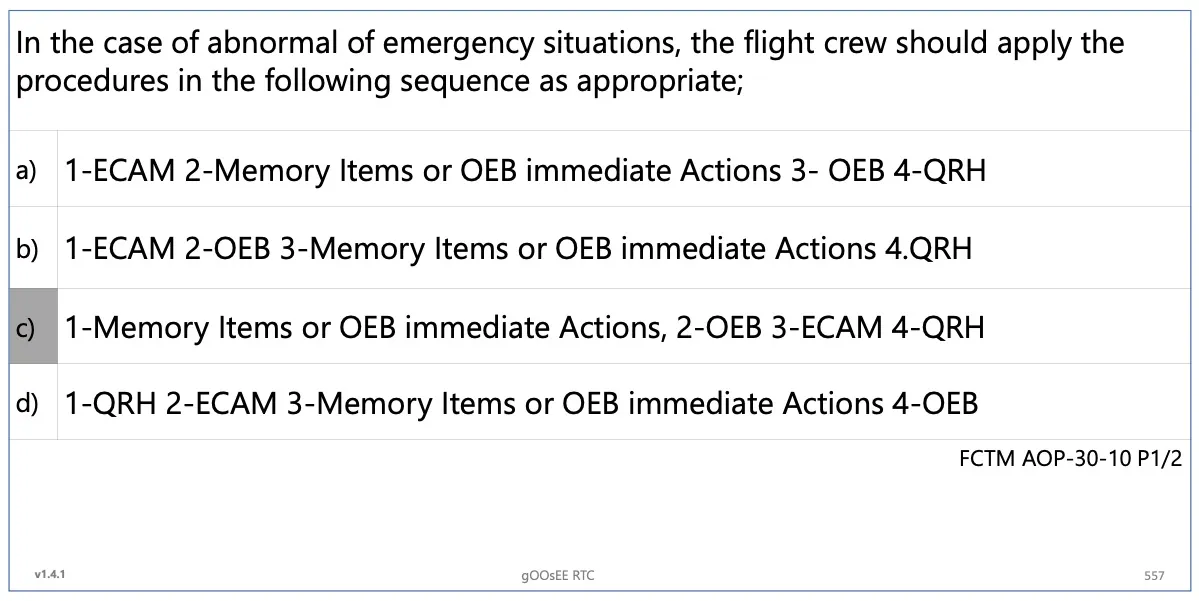 In the case of abnormal of emergency situations, the flight crew should apply the
procedures in the following sequence as appropriate;
a) 1-ECAM 2-Memory Items or OEB immediate Actions 3- OEB 4-QRH
b) 1-ECAM 2-OEB 3-Memory Items or OEB immediate Actions 4.QRH
c) 1-Memory Items or OEB immediate Actions, 2-OEB 3-ECAM 4-QRH
d) 1-QRH 2-ECAM 3-Memory Items or OEB immediate Actions 4-OEB
FCTM AOP-30-10 P1/2
v1.4.1 gOOsEE RTC 557